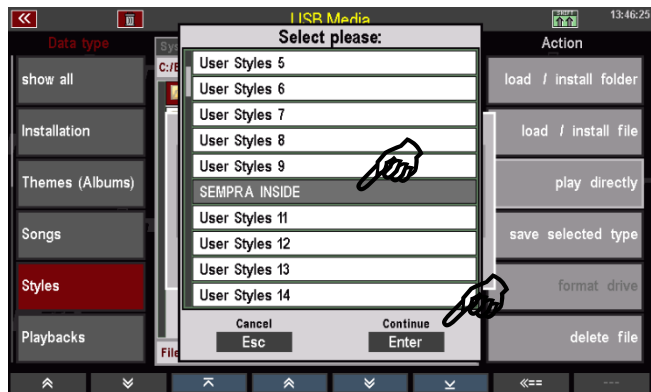 USB Media
SHIFT
13:46:25
Data type
Sys
Select please:
Action
C:/E
show all
Installation
Themes (Albums)
Songs
Styles
Playbacks
User Styles 5
User Styles 6
User Styles 7
User Styles 8
User Styles 9
SEMPRA INSIDE
User Styles 11
User Styles 12
User Styles 13
User Styles 14
Cancel
Esc
Continue
Enter
File
load / install folder
load / install file
play directly
save selected type
format drive
delete file
«==
---